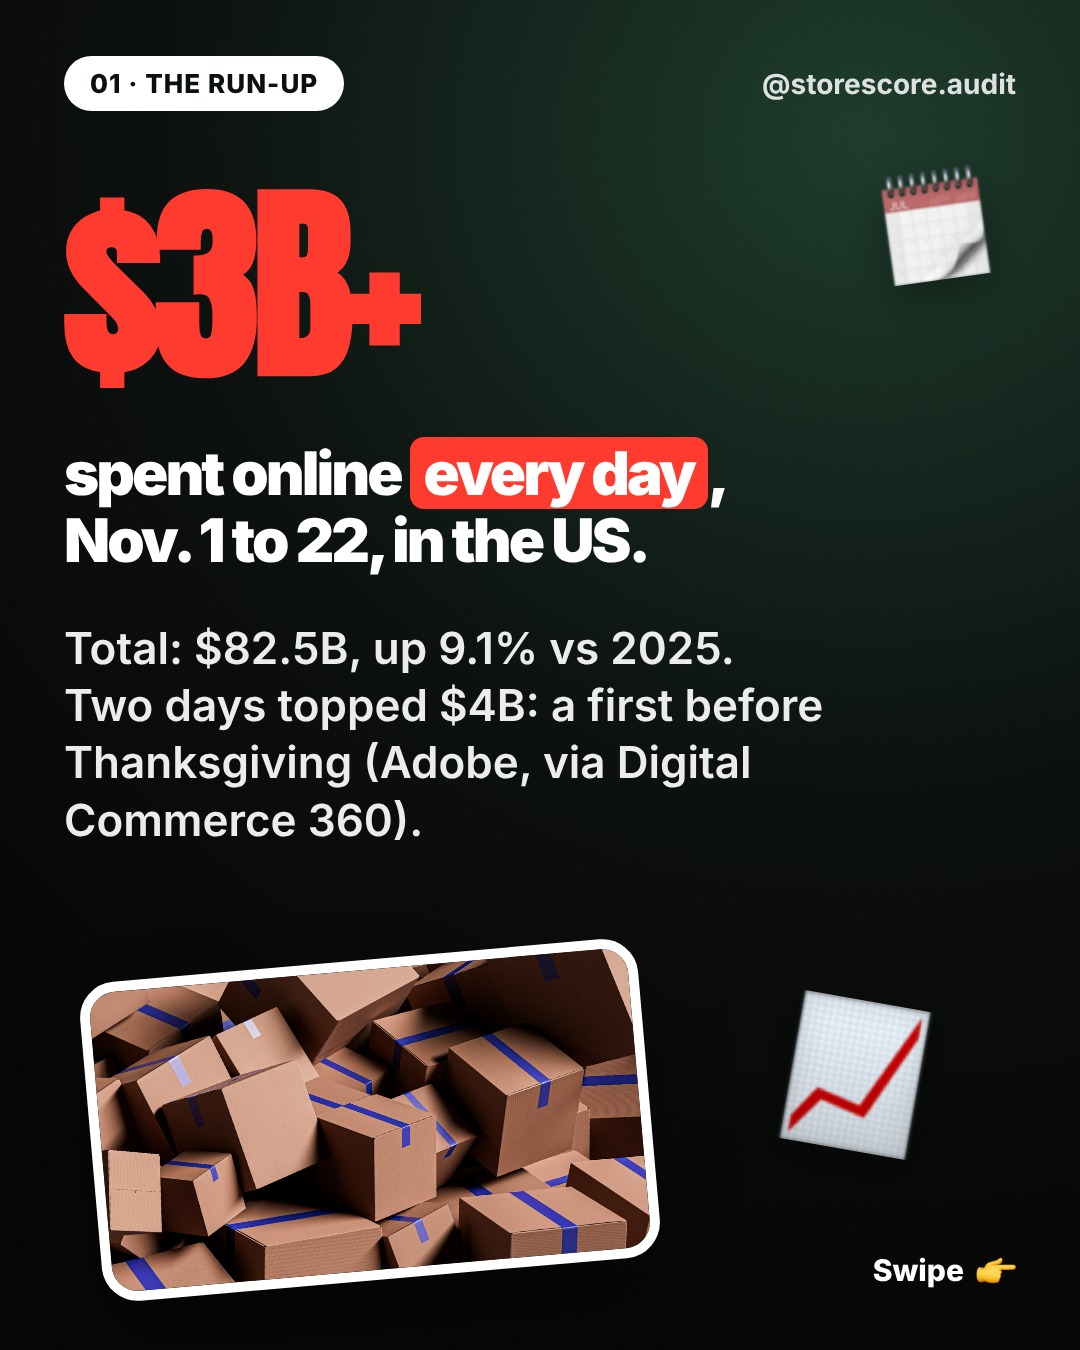 01 · THE RUN-UP
@storescore.audit
JUL
$3B+
spent online every day,
Nov. 1 to 22, in the US.
Total: $82.5B, up 9.1% vs 2025.
Two days topped $4B: a first before
Thanksgiving (Adobe, via Digital
Commerce 360).
Swipe 👉